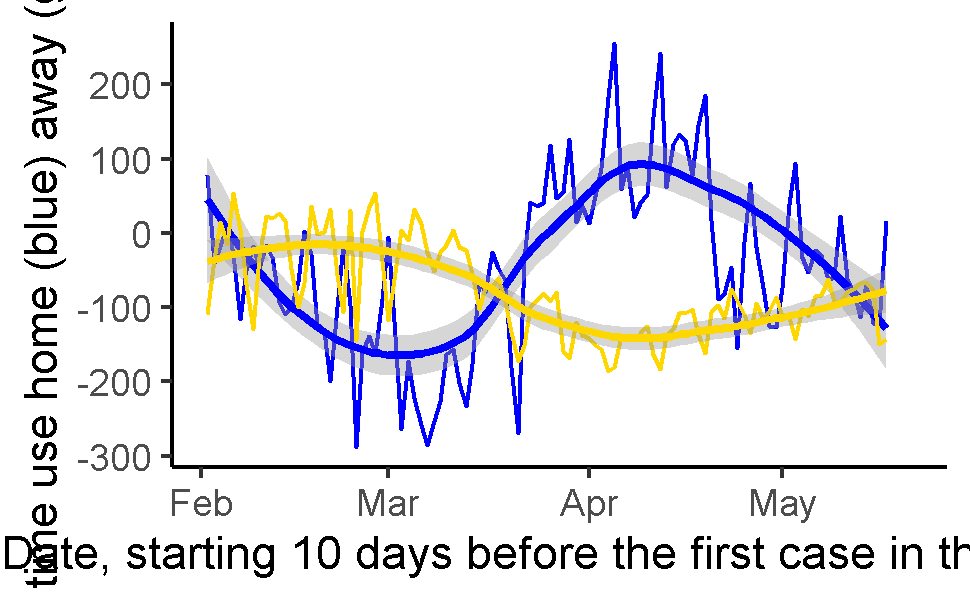 time use home (blue) away (
200
100
0
-100
-200
-300
Feb
Mar
Apr
May
Date, starting 10 days before the first case in th